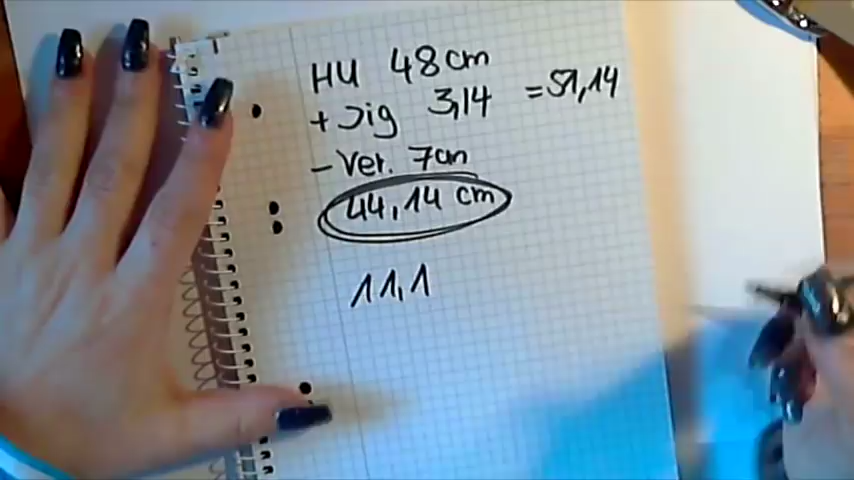 HU 48cm
+ Jig 3,14 = 51,14
- Ver. 7cm
44,14 cm
11,1